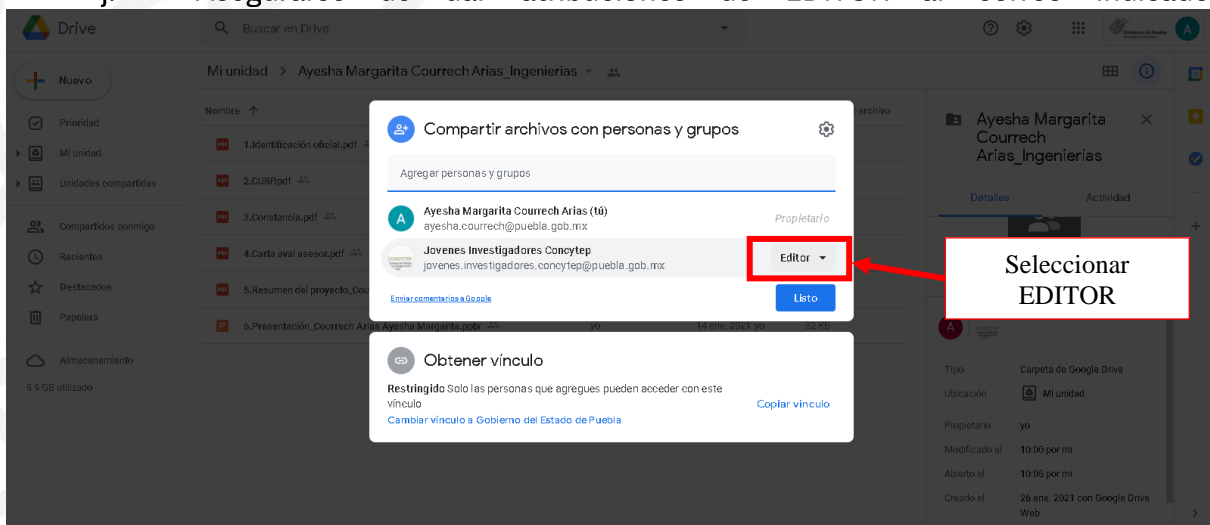 j. Asegurarse de dar atribuciones de EDITOR al correo indicado
Drive
Buscar en Drive
Gobierno de Puebla
A
Nuevo
Mi unidad > Ayesha Margarita Courrech Arias_Ingenierias
Nombre
archivo
Prioridad
Mi unidad
Unidades compartidas
Compartidos conmigo
Recientes
Destacados
Papelera
Almacenamiento
6.9 GB utilizado
1.Identificación oficial.pdf
2.CURP.pdf
3.Constancia.pdf
4.Carta aval asesor.pdf
5.Resumen del proyecto_Cou
6.Presentación_Courrech Arias Ayesha Margarita.pptx yo 14 ene. 2021 yo 52 KB
Compartir archivos con personas y grupos
Agregar personas y grupos
A
Ayesha Margarita Courrech Arias (tú)
ayesha.courrech@puebla.gob.mx
Propietario
CONCYTEP
Jovenes Investigadores Concytep
jovenes.investigadores.concytep@puebla.gob.mx
Editor
Enviar comentarios a Google
Listo
Obtener vínculo
Restringido Solo las personas que agregues pueden acceder con este
vínculo
Copiar vínculo
Cambiar vínculo a Gobierno del Estado de Puebla
Ayesha Margarita
Courrech
Arias_Ingenierías
Detalles
Actividad
Seleccionar
EDITOR
A
Tipo Carpeta de Google Drive
Ubicación Mi unidad
Propietario yo
Modificado el 10:00 por mí
Abierto el 10:06 por mí
Creado el 26 ene. 2021 con Google Drive
Web